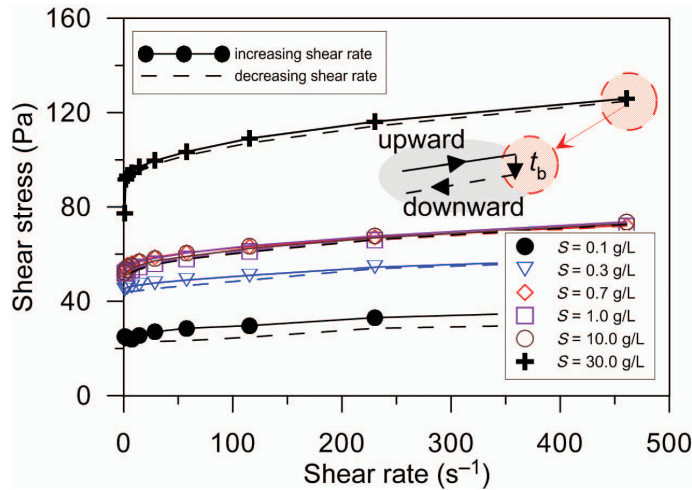 160
120
80
40
0
Shear stress (Pa)
increasing shear rate
decreasing shear rate
upward
t_b
downward
S = 0.1 g/L
S = 0.3 g/L
S = 0.7 g/L
S = 1.0 g/L
S = 10.0 g/L
S = 30.0 g/L
0 100 200 300 400 500
Shear rate (s⁻¹)